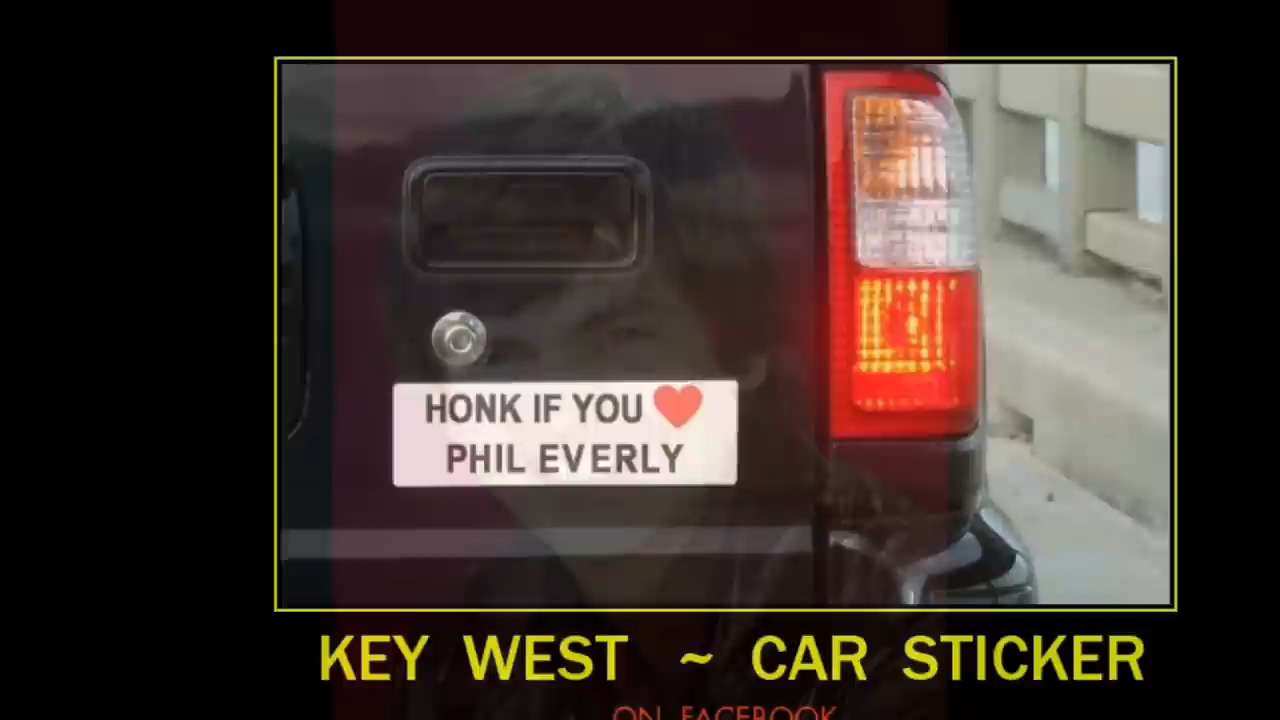 HONK IF YOU ❤
PHIL EVERLY
KEY WEST ~ CAR STICKER
ON FACEBOOK